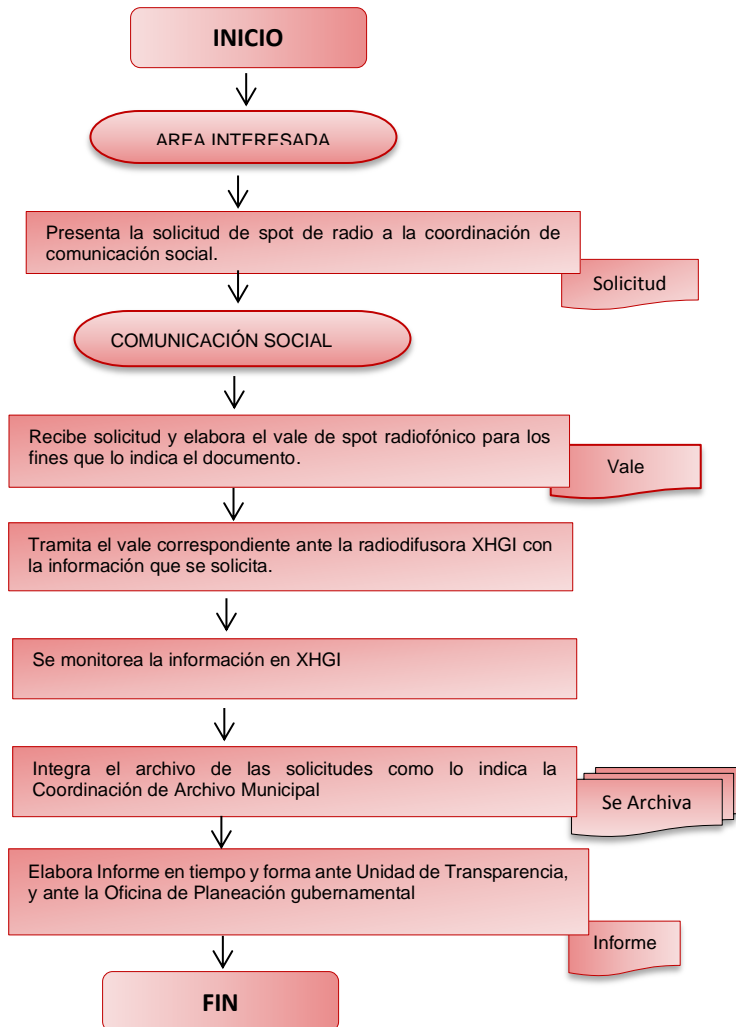 INICIO
AREA INTERESADA
Presenta la solicitud de spot de radio a la coordinación de
comunicación social.
Solicitud
COMUNICACIÓN SOCIAL
Recibe solicitud y elabora el vale de spot radiofónico para los
fines que lo indica el documento.
Vale
Tramita el vale correspondiente ante la radiodifusora XHGI con
la información que se solicita.
Se monitorea la información en XHGI
Integra el archivo de las solicitudes como lo indica la
Coordinación de Archivo Municipal
Se Archiva
Elabora Informe en tiempo y forma ante Unidad de Transparencia,
y ante la Oficina de Planeación gubernamental
Informe
FIN